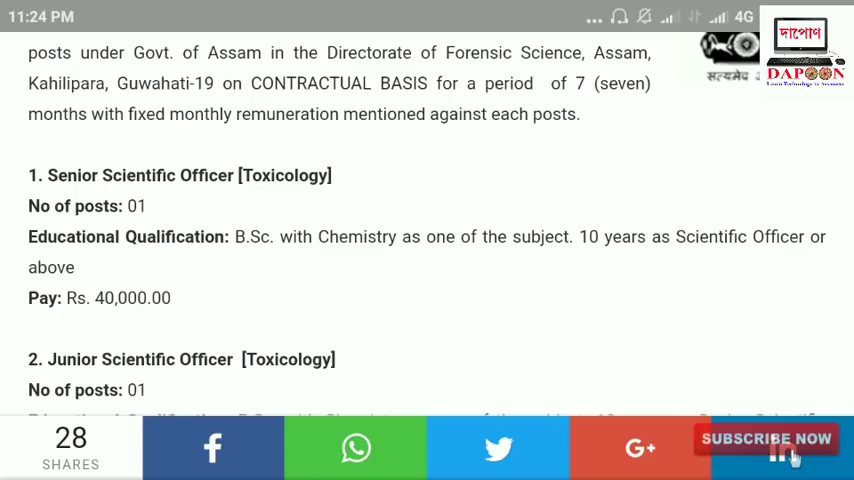 11:24 PM
... 4G
posts under Govt. of Assam in the Directorate of Forensic Science, Assam,
Kahilipara, Guwahati-19 on CONTRACTUAL BASIS for a period of 7 (seven)
months with fixed monthly remuneration mentioned against each posts.
দাপোণ
DAPOON
1. Senior Scientific Officer [Toxicology]
No of posts: 01
Educational Qualification: B.Sc. with Chemistry as one of the subject. 10 years as Scientific Officer or
above
Pay: Rs. 40,000.00
2. Junior Scientific Officer [Toxicology]
No of posts: 01
28
SHARES
f
G+
in
SUBSCRIBE NOW